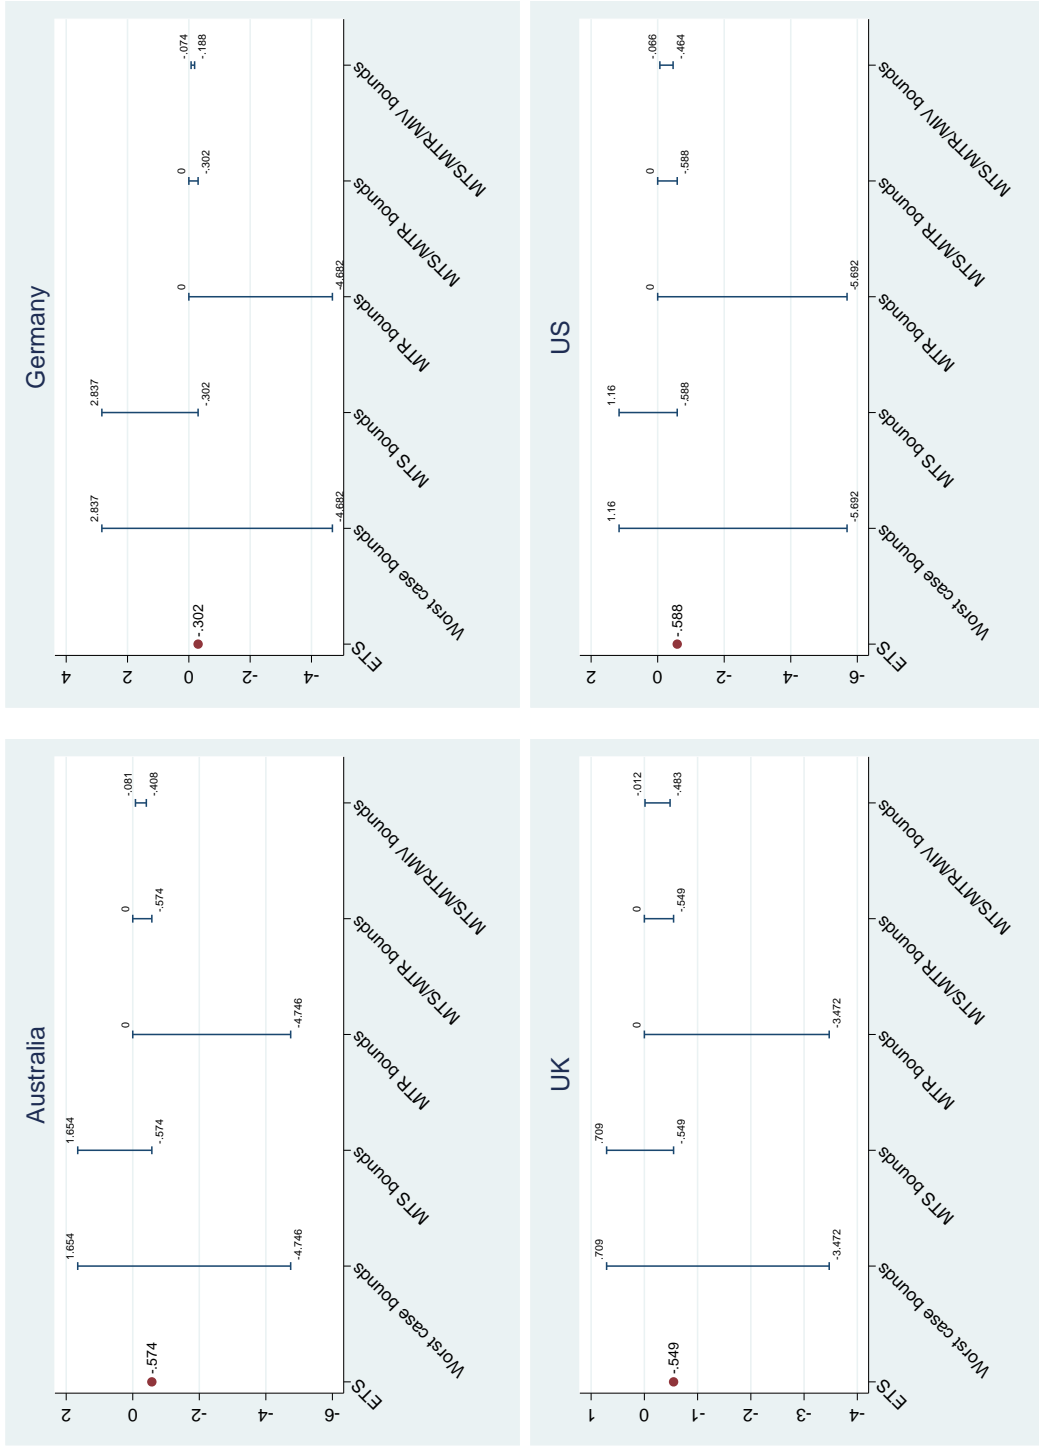 Australia
2
0
-2
-4
-6
-.574
1.654
-4.746
1.654
-.574
0
-4.746
0
-.574
-.081
-.408
ETS
Worst case bounds
MTS bounds
MTR bounds
MTS/MTR bounds
MTS/MTR/MIV bounds
Germany
4
2
0
-2
-4
-.302
2.837
-4.682
2.837
-.302
0
-4.682
0
-.302
-.074
-.188
ETS
Worst case bounds
MTS bounds
MTR bounds
MTS/MTR bounds
MTS/MTR/MIV bounds
UK
1
0
-1
-2
-3
-4
-.549
.709
-3.472
.709
-.549
0
-3.472
0
-.549
-.012
-.483
ETS
Worst case bounds
MTS bounds
MTR bounds
MTS/MTR bounds
MTS/MTR/MIV bounds
US
2
0
-2
-4
-6
-.588
1.16
-5.692
1.16
-.588
0
-5.692
0
-.588
-.066
-.464
ETS
Worst case bounds
MTS bounds
MTR bounds
MTS/MTR bounds
MTS/MTR/MIV bounds